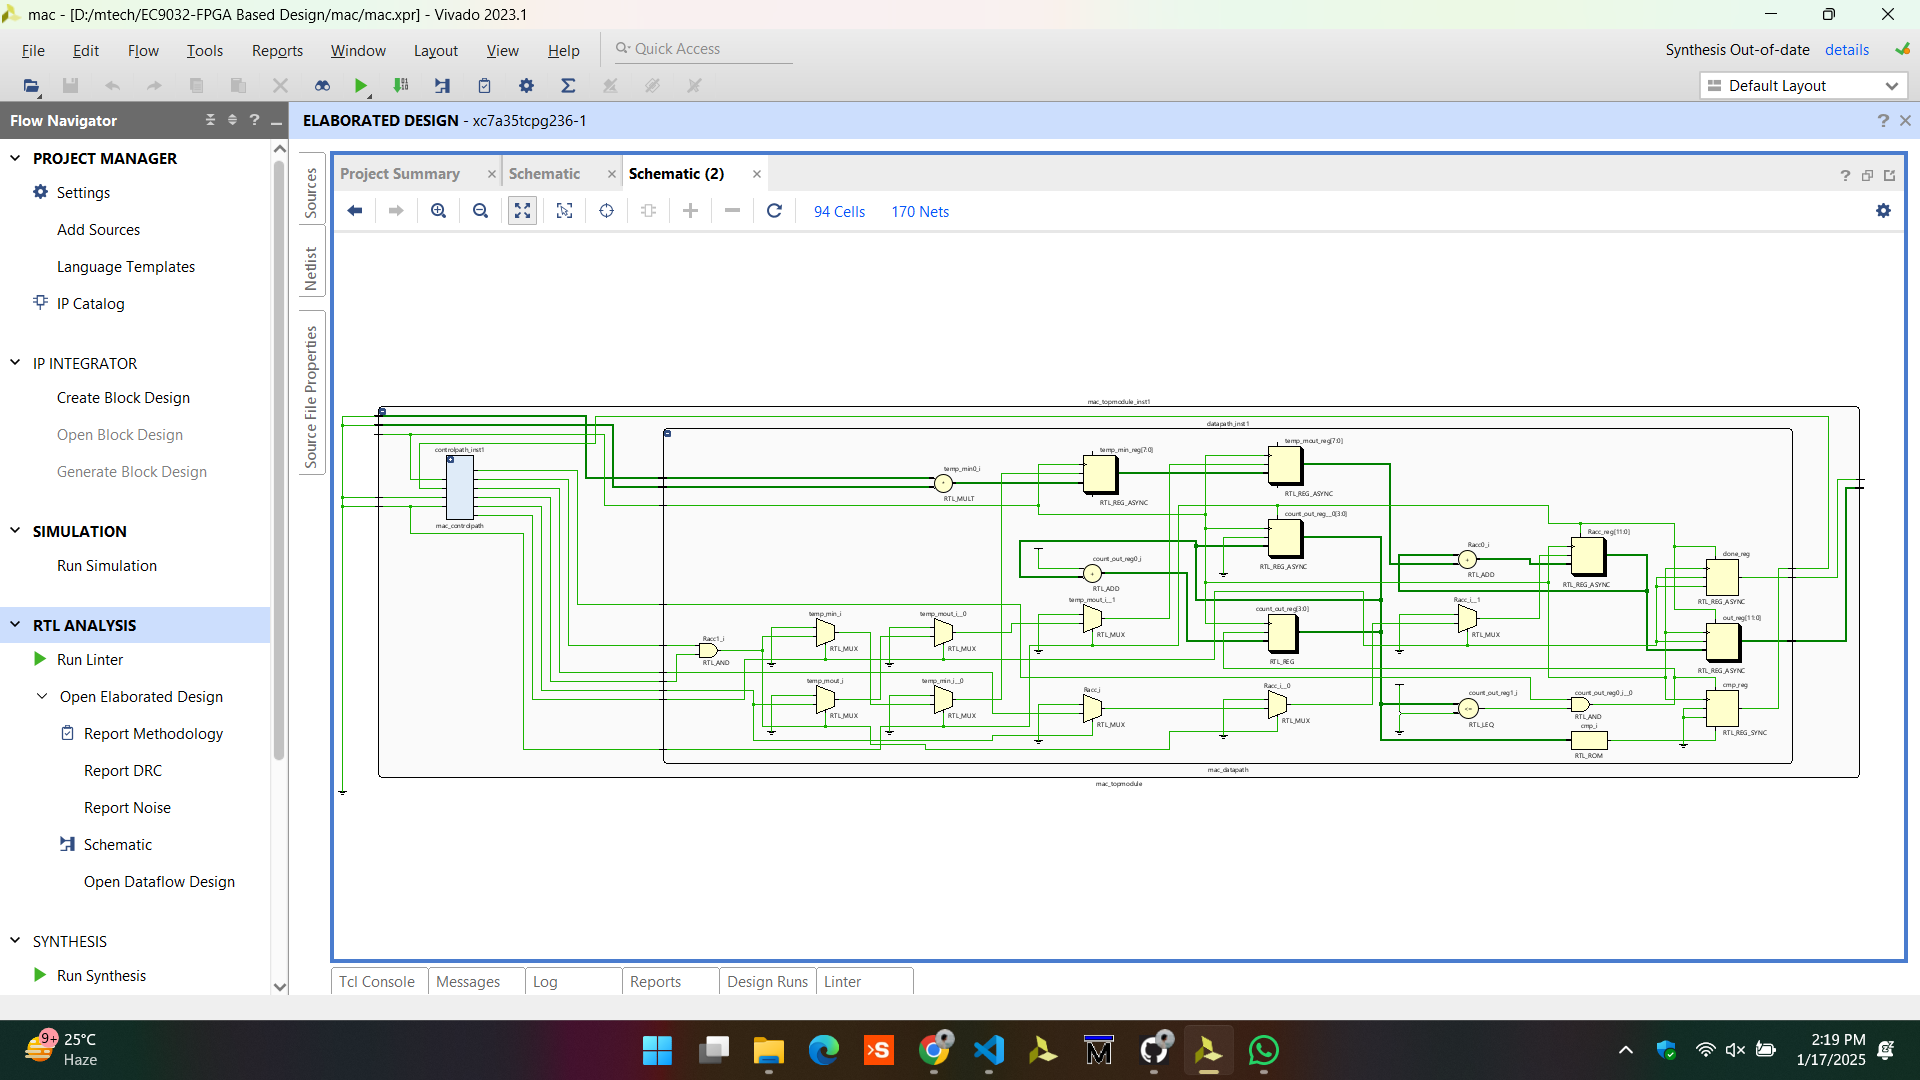 mac - [D:/mtech/EC9032-FPGA Based Design/mac/mac.xpr] - Vivado 2023.1
File Edit Flow Tools Reports Window Layout View Help Quick Access
Synthesis Out-of-date details
Default Layout
Flow Navigator
ELABORATED DESIGN - xc7a35tcpg236-1
PROJECT MANAGER
Settings
Add Sources
Language Templates
IP Catalog
IP INTEGRATOR
Create Block Design
Open Block Design
Generate Block Design
SIMULATION
Run Simulation
RTL ANALYSIS
Run Linter
Open Elaborated Design
Report Methodology
Report DRC
Report Noise
Schematic
Open Dataflow Design
SYNTHESIS
Run Synthesis
Sources
Netlist
Source File Properties
Project Summary Schematic Schematic (2)
94 Cells 170 Nets
mac_topmodule_inst1
datapath_inst1
controlpath_inst1
mac_controlpath
temp_min0_i
RTL_MULT
temp_min_reg[7:0]
RTL_REG_ASYNC
temp_mout_reg[7:0]
RTL_REG_ASYNC
count_out_reg__0[3:0]
RTL_REG_ASYNC
count_out_reg0_i
RTL_ADD
Racc0_i
RTL_ADD
Racc_reg[11:0]
RTL_REG_ASYNC
done_reg
RTL_REG_ASYNC
temp_min_i
RTL_MUX
temp_mout_i__0
RTL_MUX
temp_mout_i__1
RTL_MUX
count_out_reg[3:0]
RTL_REG
Racc_i__1
RTL_MUX
out_reg[11:0]
RTL_REG_ASYNC
Racc1_i
RTL_AND
temp_mout_i
RTL_MUX
temp_min_i__0
RTL_MUX
Racc_i
RTL_MUX
Racc_i__0
RTL_MUX
count_out_reg1_i
RTL_LEQ
count_out_reg0_i__0
RTL_AND
cmp_i
RTL_ROM
cmp_reg
RTL_REG_SYNC
mac_datapath
mac_topmodule
Tcl Console Messages Log Reports Design Runs Linter
9+
25°C
Haze
2:19 PM
1/17/2025